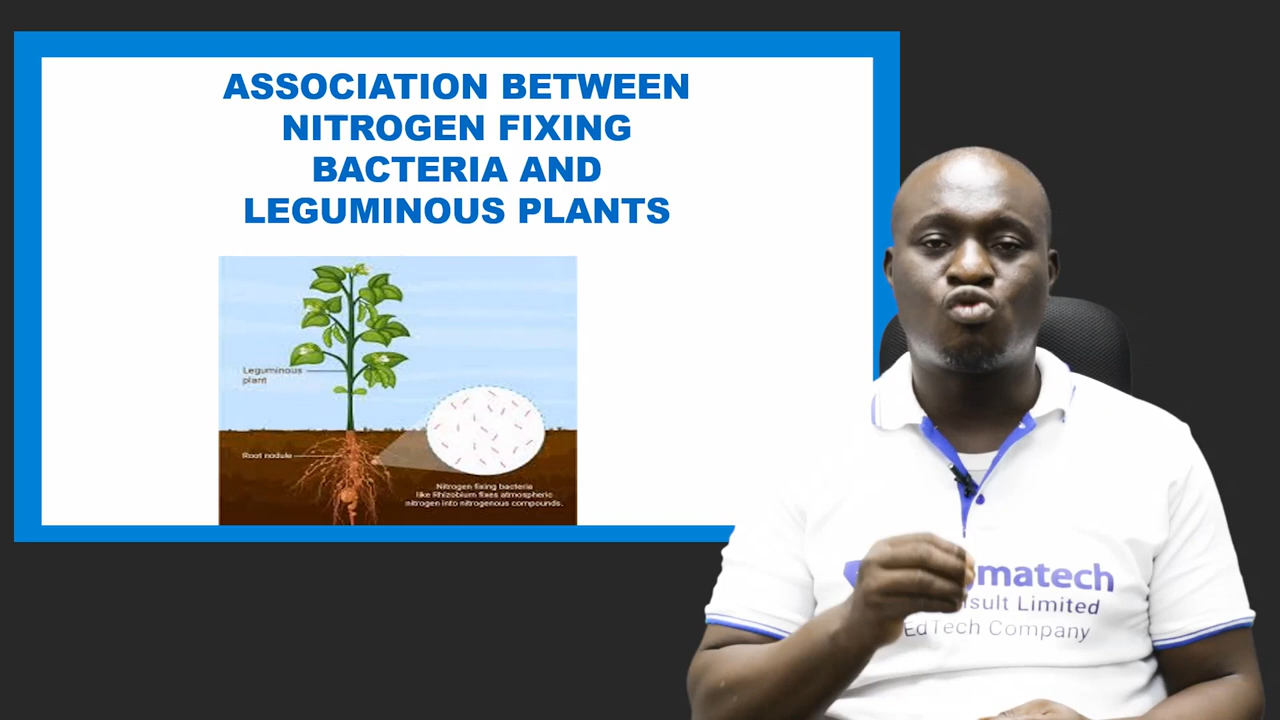 ASSOCIATION BETWEEN
NITROGEN FIXING
BACTERIA AND
LEGUMINOUS PLANTS
Leguminous
plant
Root nodule
Nitrogen fixing bacteria
like Rhizobium fixes atmospheric
nitrogen into nitrogenous compounds.
Limited
EdTech Company